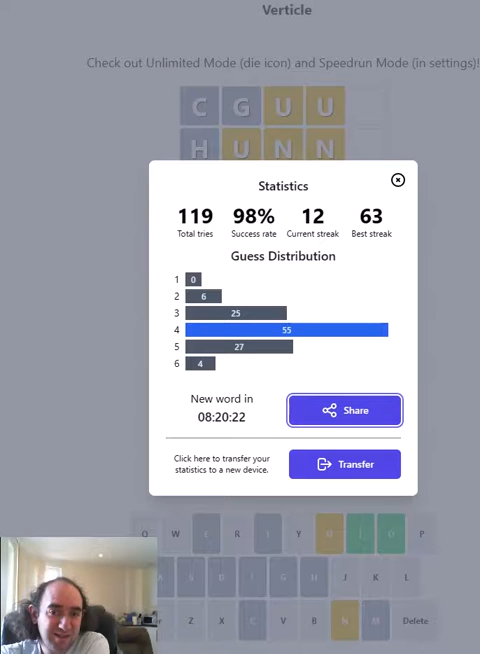 Verticle
Check out Unlimited Mode (die icon) and Speedrun Mode (in settings)!
C G U U
H U N N
Statistics
119 98% 12 63
Total tries Success rate Current streak Best streak
Guess Distribution
1 0
2 6
3 25
4 55
5 27
6 4
New word in
08:20:22
Share
Click here to transfer your
statistics to a new device.
Transfer
Q W E R T Y U I O P
A S D F G H J K L
Z X C V B N M Delete